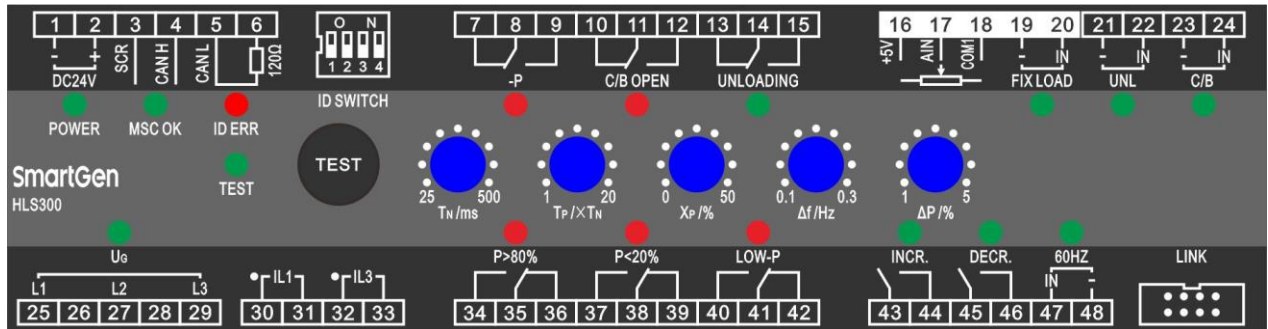 1 2 3 4 5 6
O N
1 2 3 4
7 8 9 10 11 12 13 14 15
16 17 18 19 20 21 22 23 24
- +
DC24V
SCR
CAN H
CAN L
120Ω
-P
C/B OPEN
UNLOADING
+5V
AIN
COM1
- IN
FIX LOAD
- IN
UNL
- IN
C/B
ID SWITCH
POWER
MSC OK
ID ERR
TEST
TEST
SmartGen
HLS300
25 500
TN/ms
1 20
TP/×TN
0 50
XP/%
0.1 0.3
Δf/Hz
1 5
ΔP/%
UG
P>80%
P<20%
LOW-P
INCR.
DECR.
60HZ
IN -
LINK
L1 L2 L3
IL1
IL3
25 26 27 28 29
30 31 32 33
34 35 36 37 38 39 40 41 42
43 44 45 46 47 48